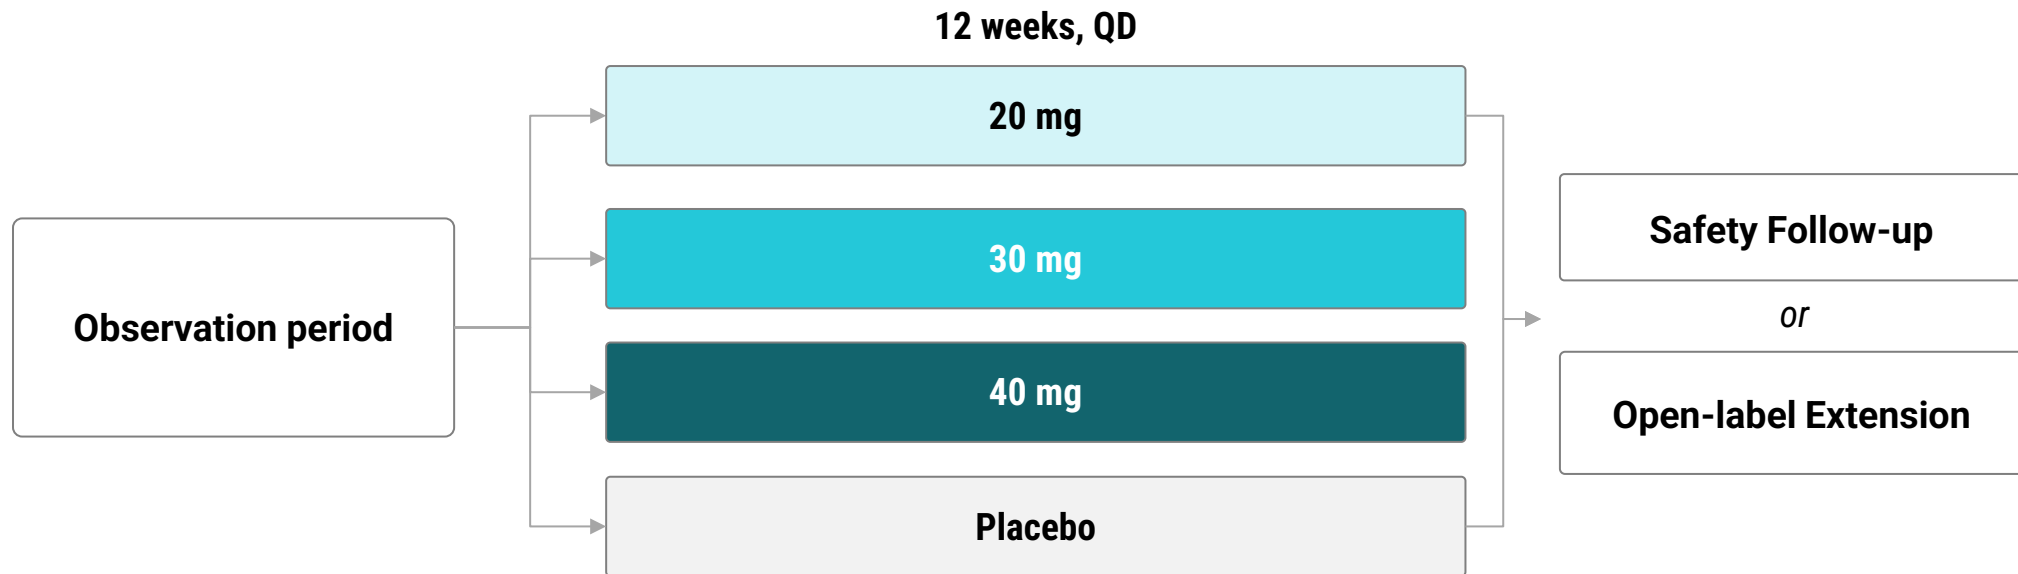 12 weeks, QD
Observation period
20 mg
30 mg
40 mg
Placebo
Safety Follow-up
or
Open-label Extension